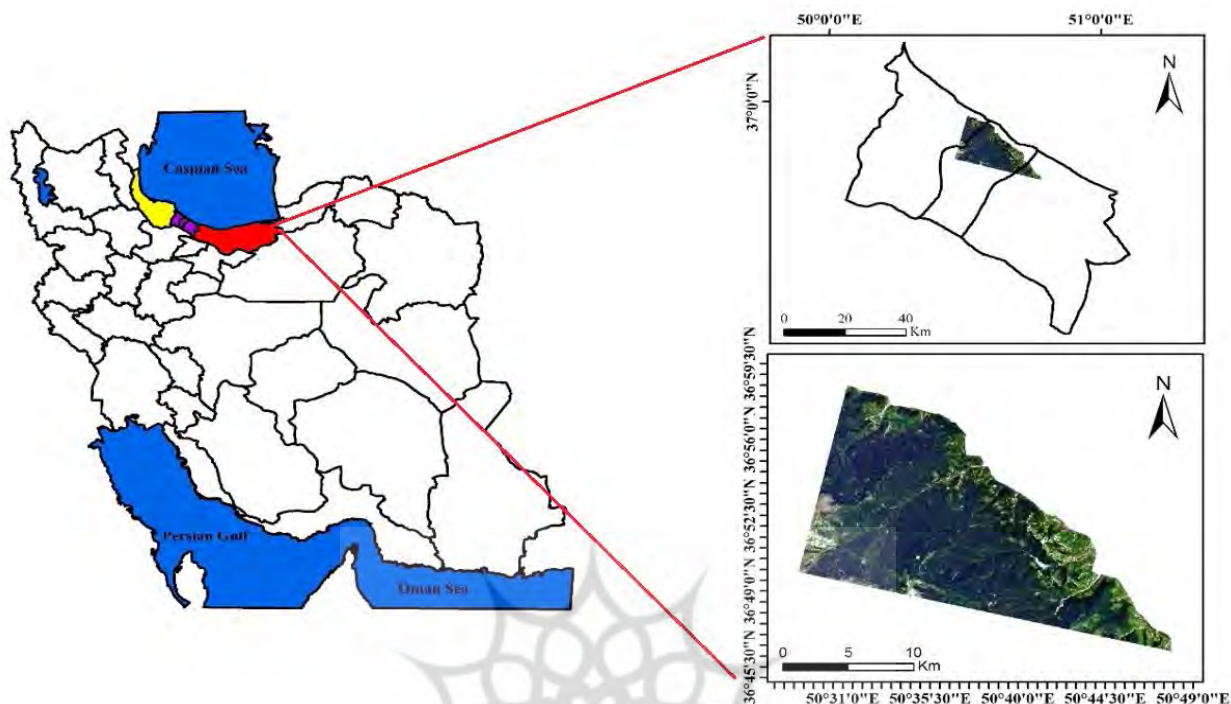 Caspian Sea
Persian Gulf
Oman Sea
50°0'0"E
51°0'0"E
37°0'0"N
N
0
20
40
Km
36°59'30"N
36°56'0"N
36°52'30"N
36°49'0"N
36°45'30"N
N
0
5
10
Km
50°31'0"E
50°35'30"E
50°40'0"E
50°44'30"E
50°49'0"E